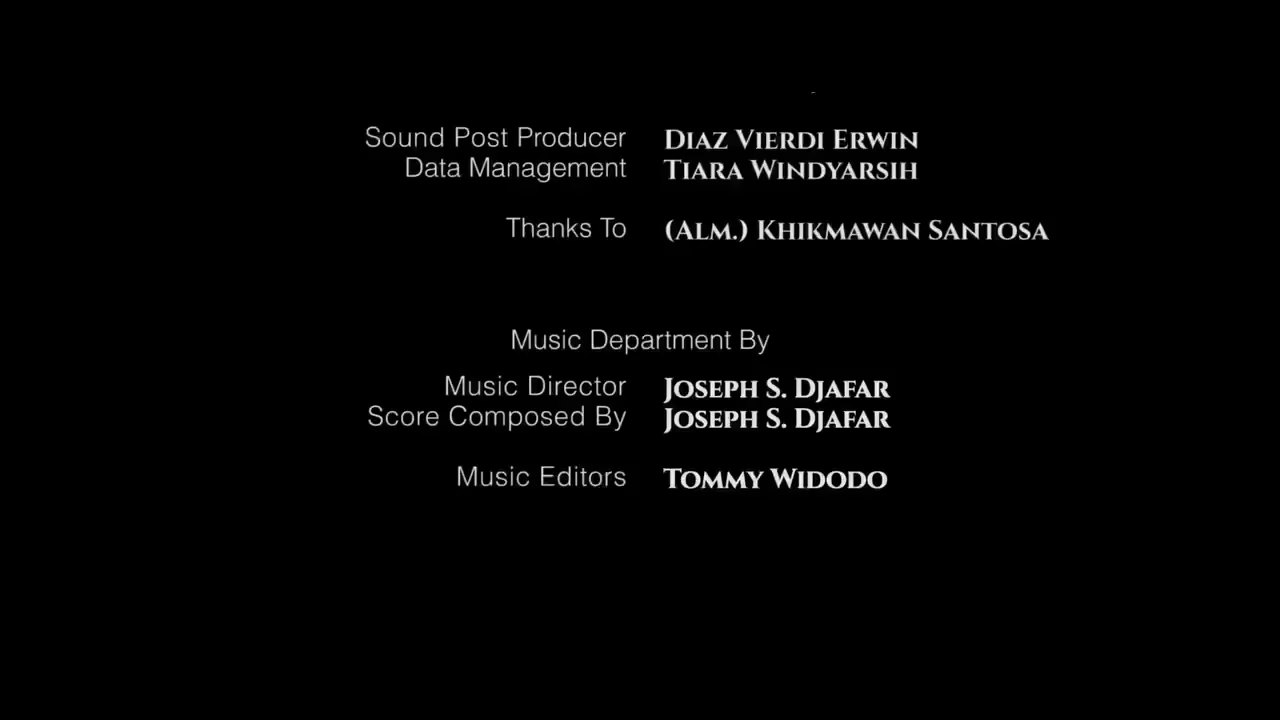 Sound Post Producer Diaz Vierdi Erwin
Data Management Tiara Windyarsih
Thanks To (Alm.) Khikmawan Santosa
Music Department By
Music Director Joseph S. Djafar
Score Composed By Joseph S. Djafar
Music Editors Tommy Widodo